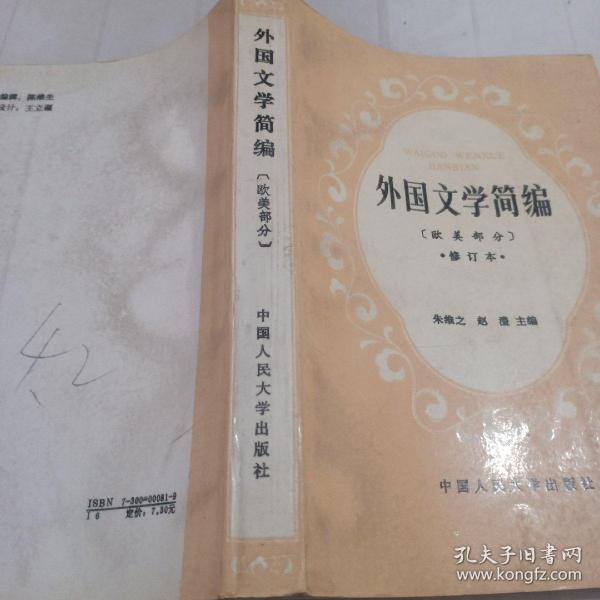 编辑：陈维圣
设计：王立疆
42
ISBN 7-300-00081-9
I 6 定价：7.30元
外国文学简编
〔欧美部分〕
中国人民大学出版社
WAIGUO WENXUE
JIANBIAN
外国文学简编
〔欧美部分〕
•修订本•
朱维之 赵澧 主编
中国人民大学出版社
孔夫子旧书网
www.kongfz.com